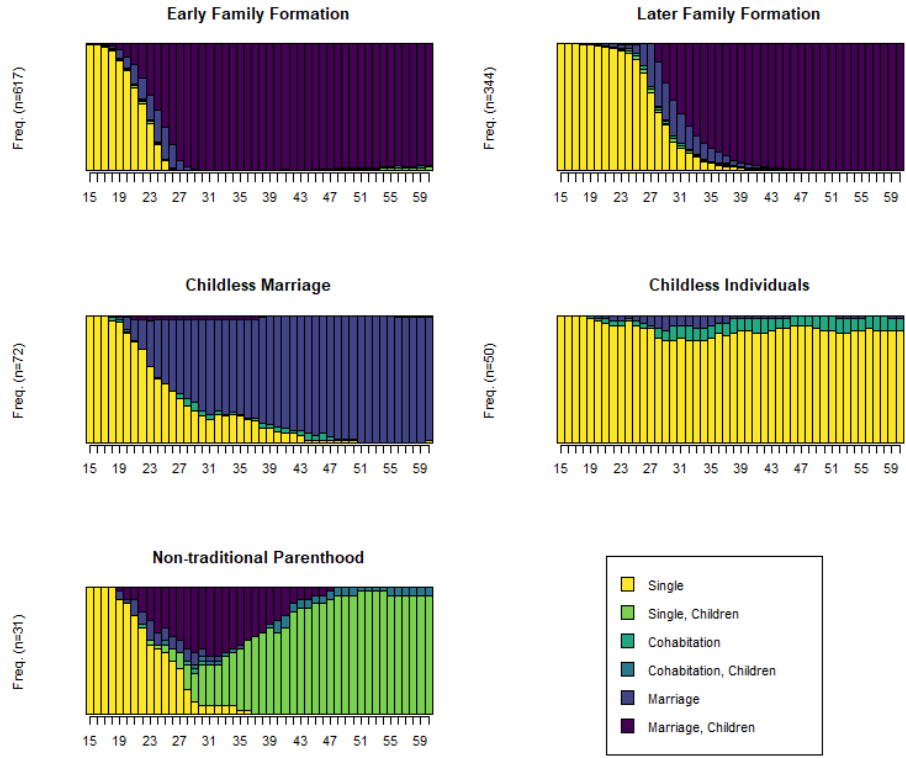 Early Family Formation
Later Family Formation
Freq. (n=617)
15 19 23 27 31 35 39 43 47 51 55 59
Freq. (n=344)
15 19 23 27 31 35 39 43 47 51 55 59
Childless Marriage
Childless Individuals
Freq. (n=72)
15 19 23 27 31 35 39 43 47 51 55 59
Freq. (n=50)
15 19 23 27 31 35 39 43 47 51 55 59
Non-traditional Parenthood
Freq. (n=31)
15 19 23 27 31 35 39 43 47 51 55 59
Single
Single, Children
Cohabitation
Cohabitation, Children
Marriage
Marriage, Children